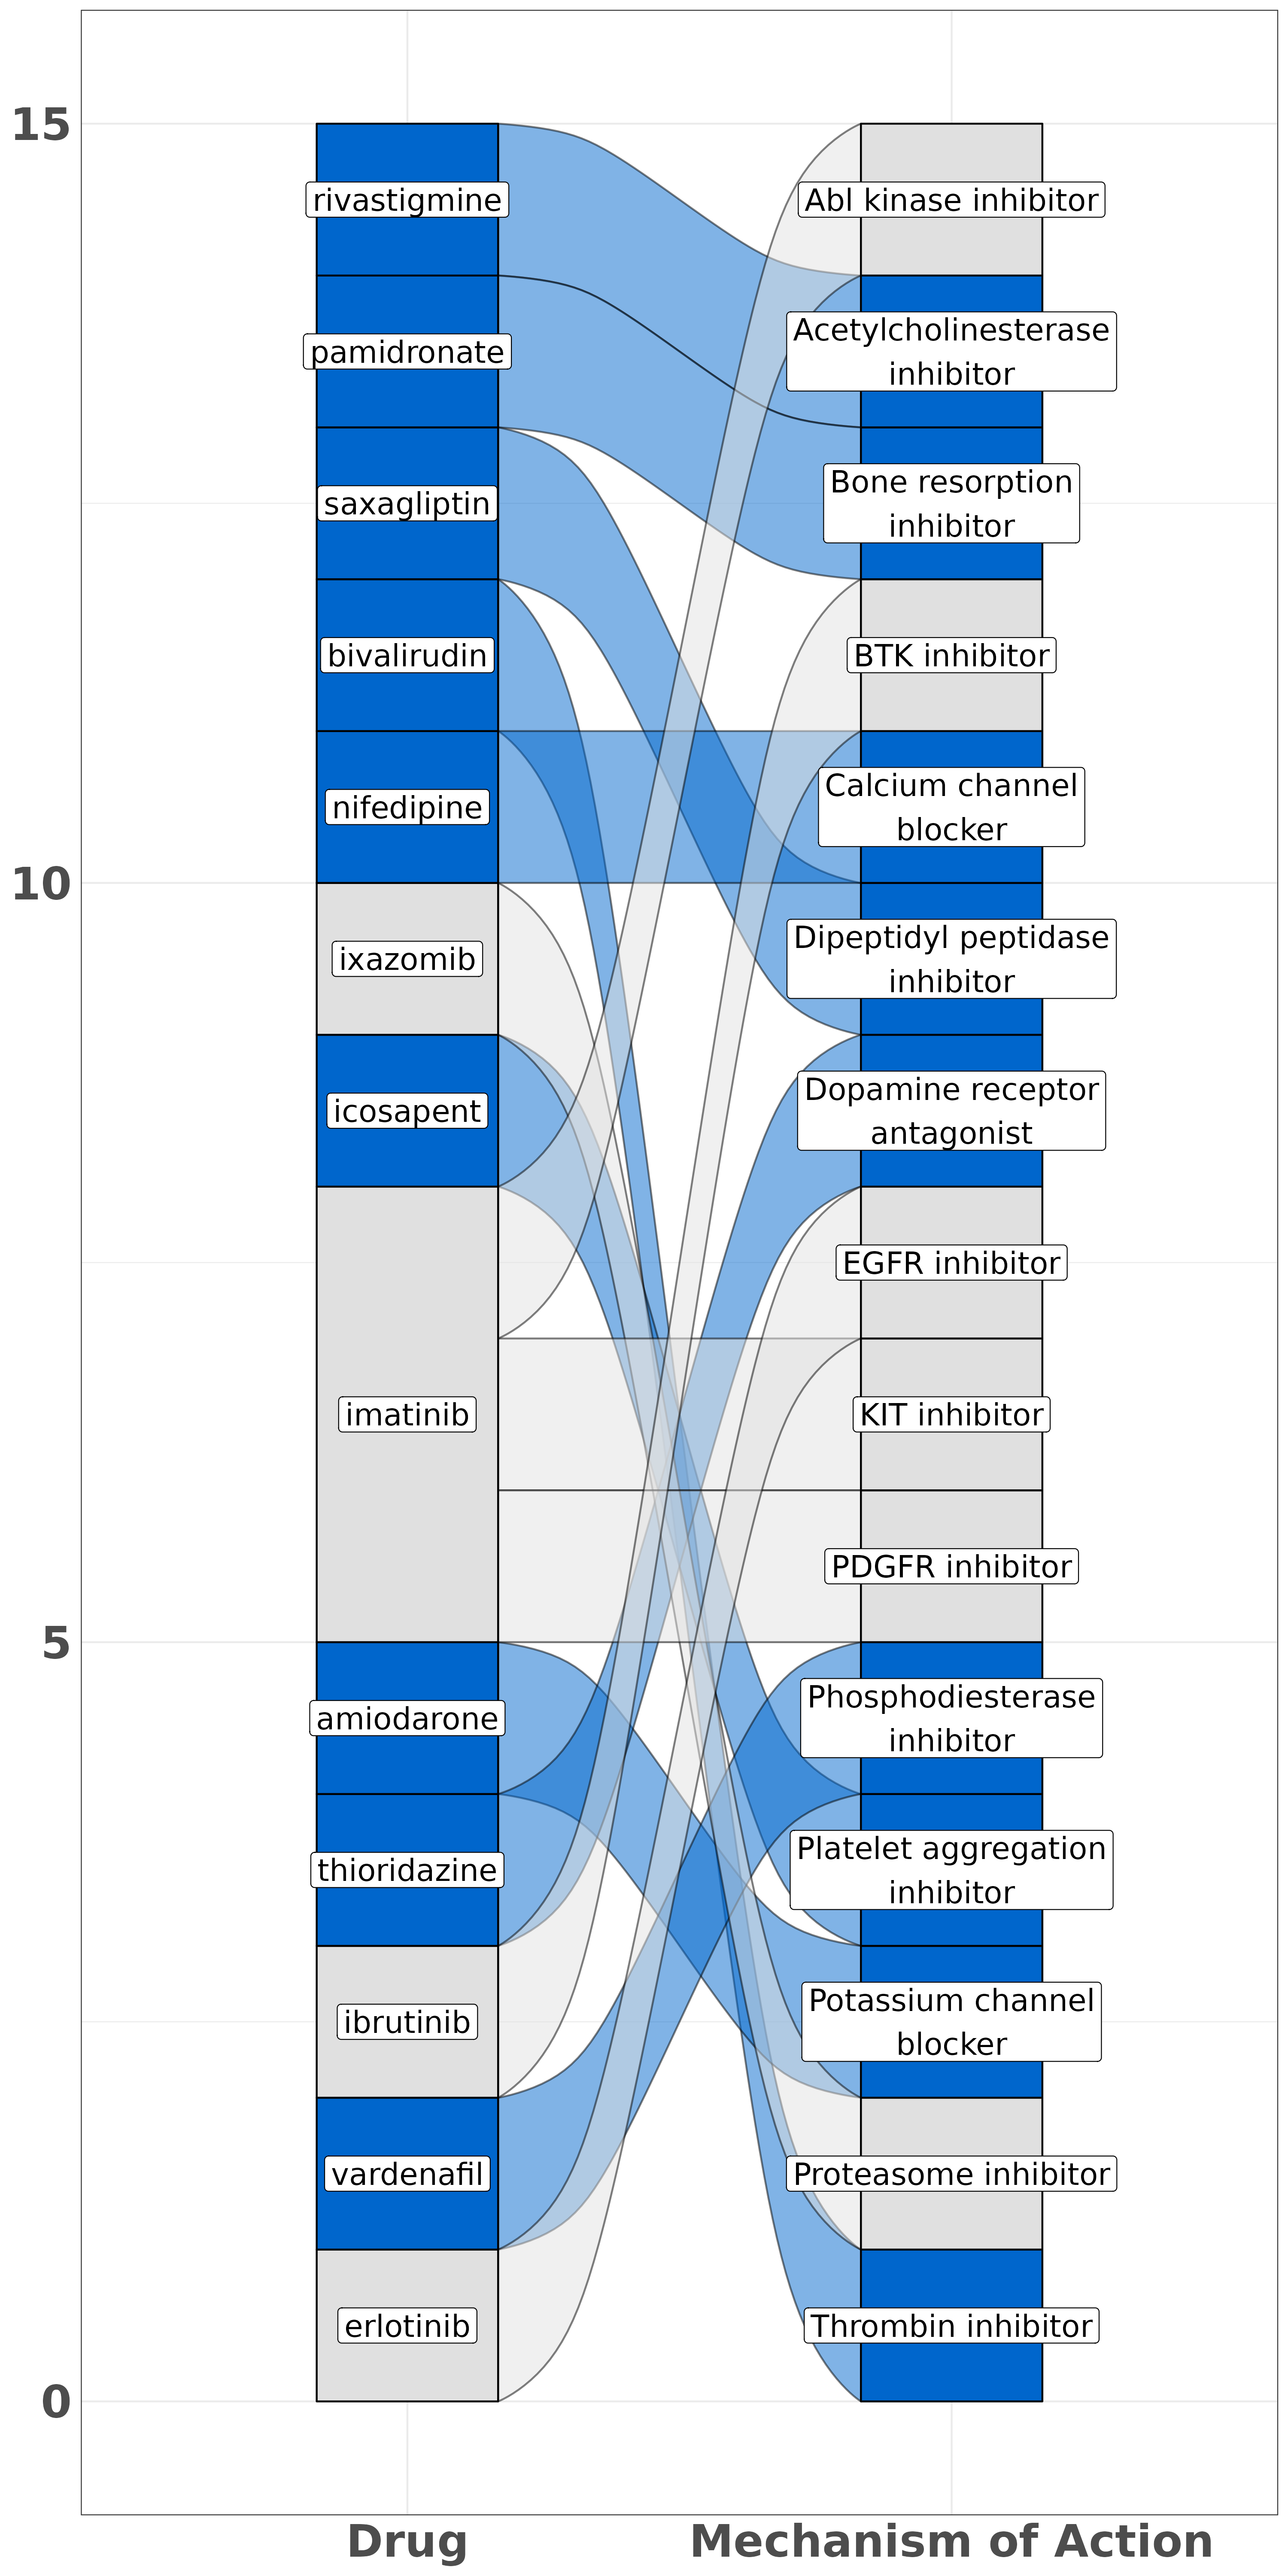 15
10
5
0
rivastigmine
pamidronate
saxagliptin
bivalirudin
nifedipine
ixazomib
icosapent
imatinib
amiodarone
thioridazine
ibrutinib
vardenafil
erlotinib
Abl kinase inhibitor
Acetylcholinesterase
inhibitor
Bone resorption
inhibitor
BTK inhibitor
Calcium channel
blocker
Dipeptidyl peptidase
inhibitor
Dopamine receptor
antagonist
EGFR inhibitor
KIT inhibitor
PDGFR inhibitor
Phosphodiesterase
inhibitor
Platelet aggregation
inhibitor
Potassium channel
blocker
Proteasome inhibitor
Thrombin inhibitor
Drug
Mechanism of Action